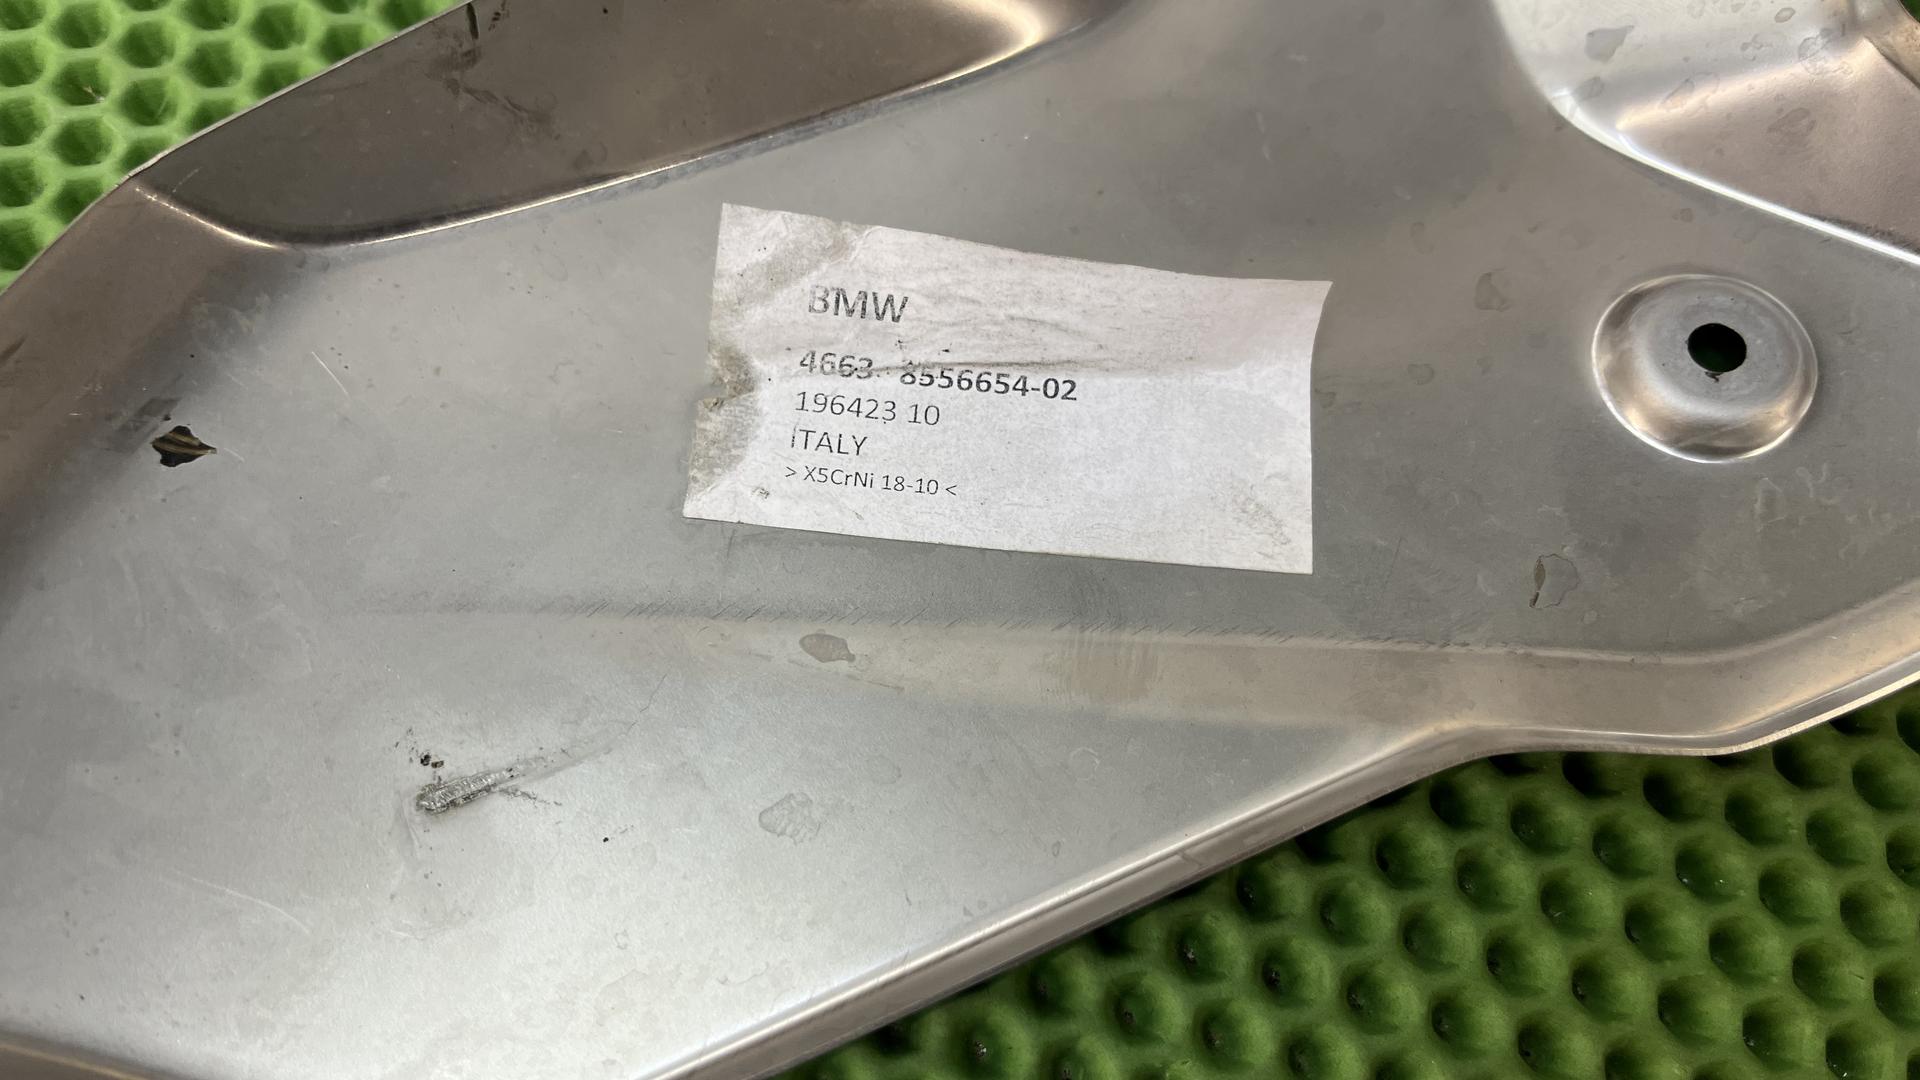 BMW
4663 8556654-02
196423 10
ITALY
> X5CrNi 18-10 <